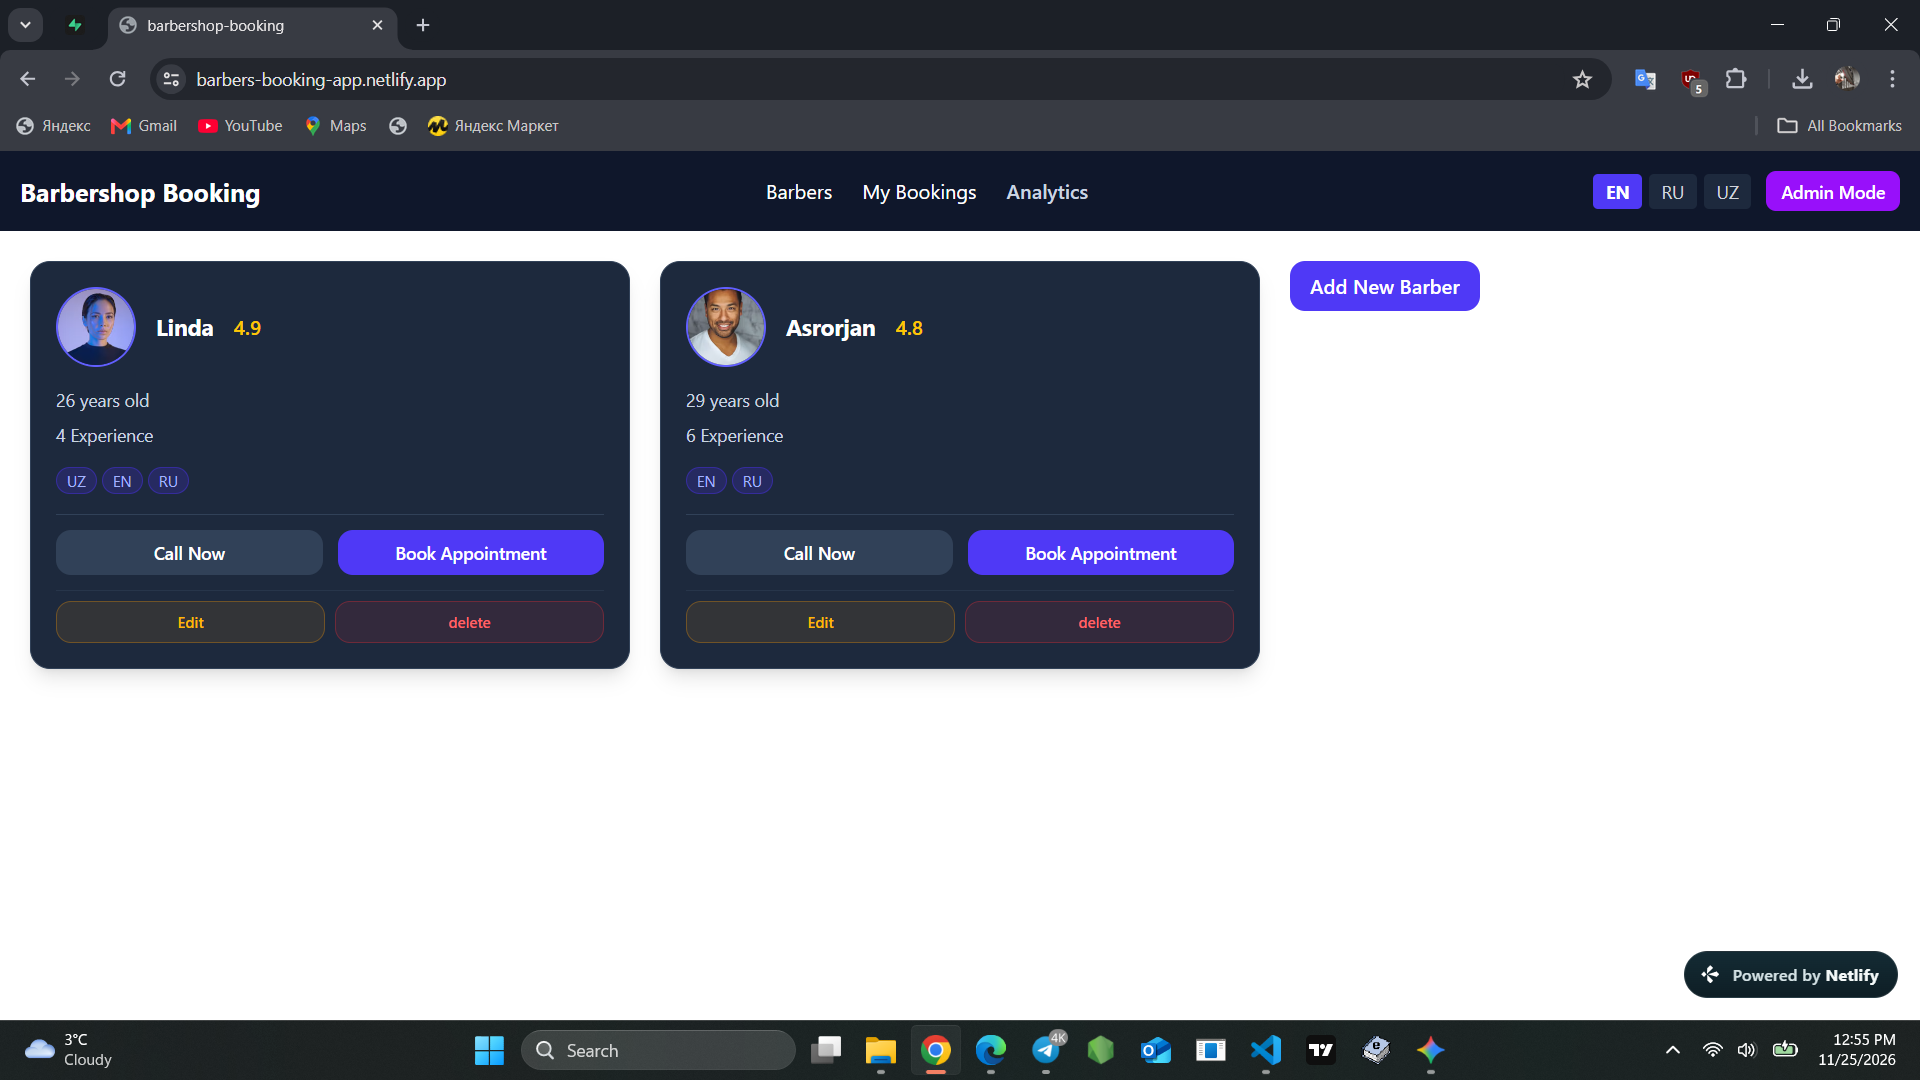 barbershop-booking
barbers-booking-app.netlify.app
5
Яндекс Gmail YouTube Maps Яндекс Маркет All Bookmarks
Barbershop Booking Barbers My Bookings Analytics EN RU UZ Admin Mode
Linda 4.9
26 years old
4 Experience
UZ EN RU
Call Now Book Appointment
Edit delete
Asrorjan 4.8
29 years old
6 Experience
EN RU
Call Now Book Appointment
Edit delete
Add New Barber
Powered by Netlify
3°C
Cloudy
Search
4K
12:55 PM
11/25/2026